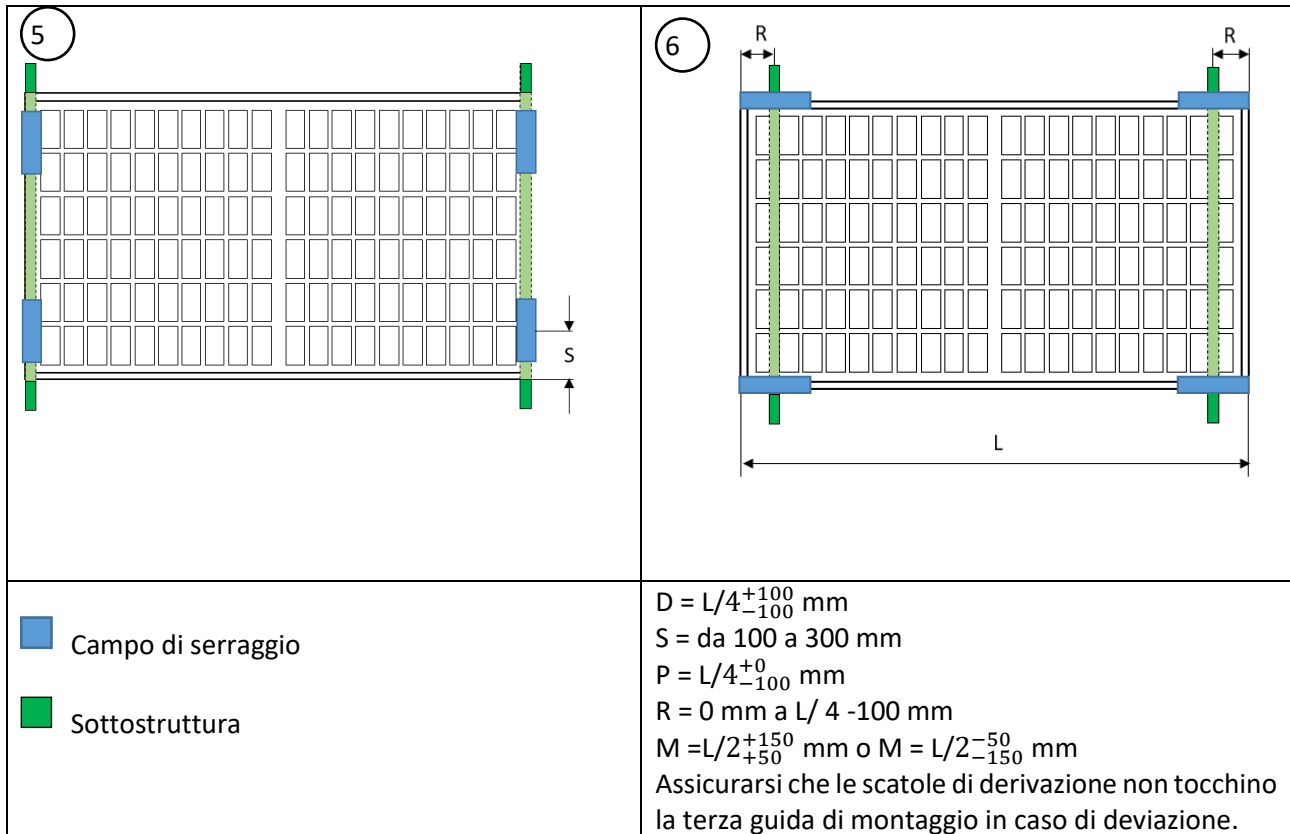 5
S
6
R R
L
Campo di serraggio
Sottostruttura
D = L/4 +100 −100 mm
S = da 100 a 300 mm
P = L/4 +0 −100 mm
R = 0 mm a L/ 4 -100 mm
M =L/2 +150 +50 mm o M = L/2 −50 −150 mm
Assicurarsi che le scatole di derivazione non tocchino
la terza guida di montaggio in caso di deviazione.